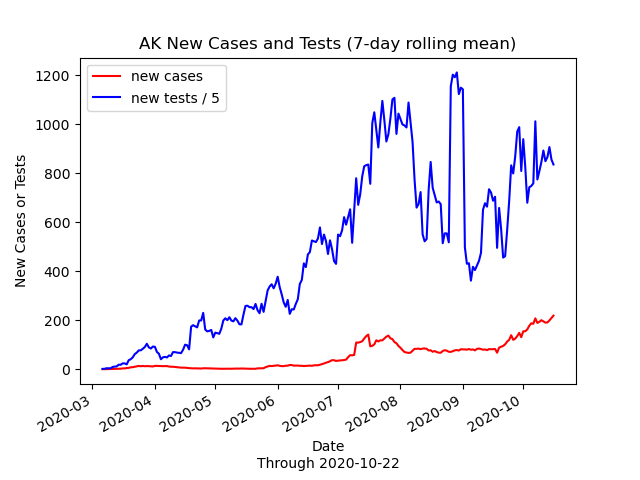 AK New Cases and Tests (7-day rolling mean)
new cases
new tests / 5
New Cases or Tests
1200
1000
800
600
400
200
0
2020-03
2020-04
2020-05
2020-06
2020-07
2020-08
2020-09
2020-10
Date
Through 2020-10-22